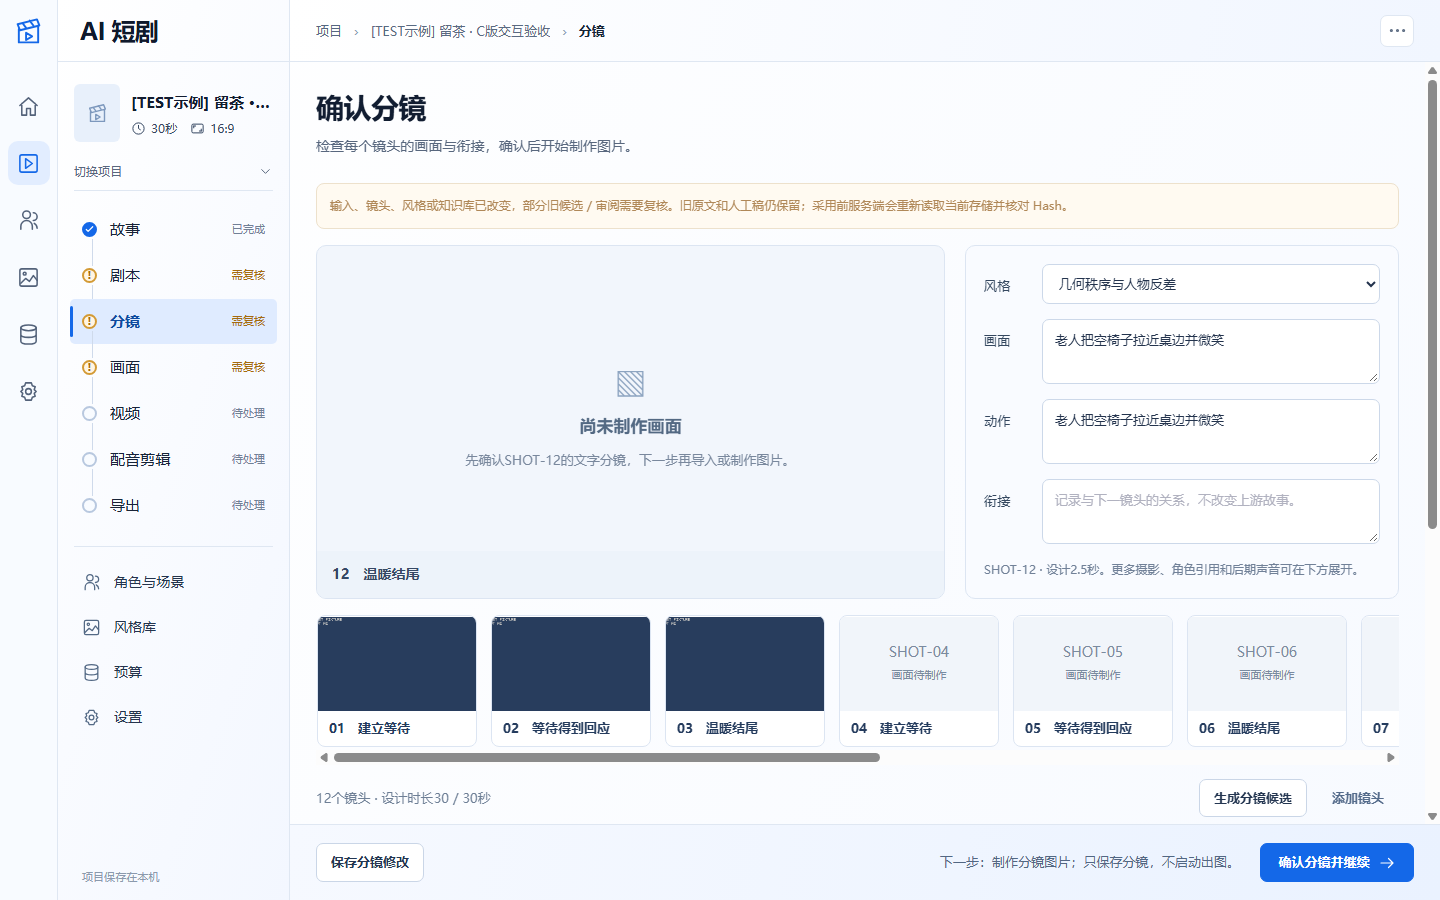 AI 短剧
项目 › [TEST示例] 留茶 · C版交互验收 › 分镜
[TEST示例] 留茶 •...
30秒 16:9
切换项目
故事 已完成
剧本 需复核
分镜 需复核
画面 需复核
视频 待处理
配音剪辑 待处理
导出 待处理
角色与场景
风格库
预算
设置
项目保存在本机
确认分镜
检查每个镜头的画面与衔接，确认后开始制作图片。
输入、镜头、风格或知识库已改变，部分旧候选 / 审阅需要复核。旧原文和人工稿仍保留；采用前服务端会重新读取当前存储并核对 Hash。
尚未制作画面
先确认SHOT-12的文字分镜，下一步再导入或制作图片。
12 温暖结尾
风格 几何秩序与人物反差
画面 老人把空椅子拉近桌边并微笑
动作 老人把空椅子拉近桌边并微笑
衔接 记录与下一镜头的关系，不改变上游故事。
SHOT-12 · 设计2.5秒。更多摄影、角色引用和后期声音可在下方展开。
01 建立等待
02 等待得到回应
03 温暖结尾
SHOT-04
画面待制作
04 建立等待
SHOT-05
画面待制作
05 等待得到回应
SHOT-06
画面待制作
06 温暖结尾
07
12个镜头 · 设计时长30 / 30秒
生成分镜候选
添加镜头
保存分镜修改
下一步：制作分镜图片；只保存分镜，不启动出图。
确认分镜并继续 →